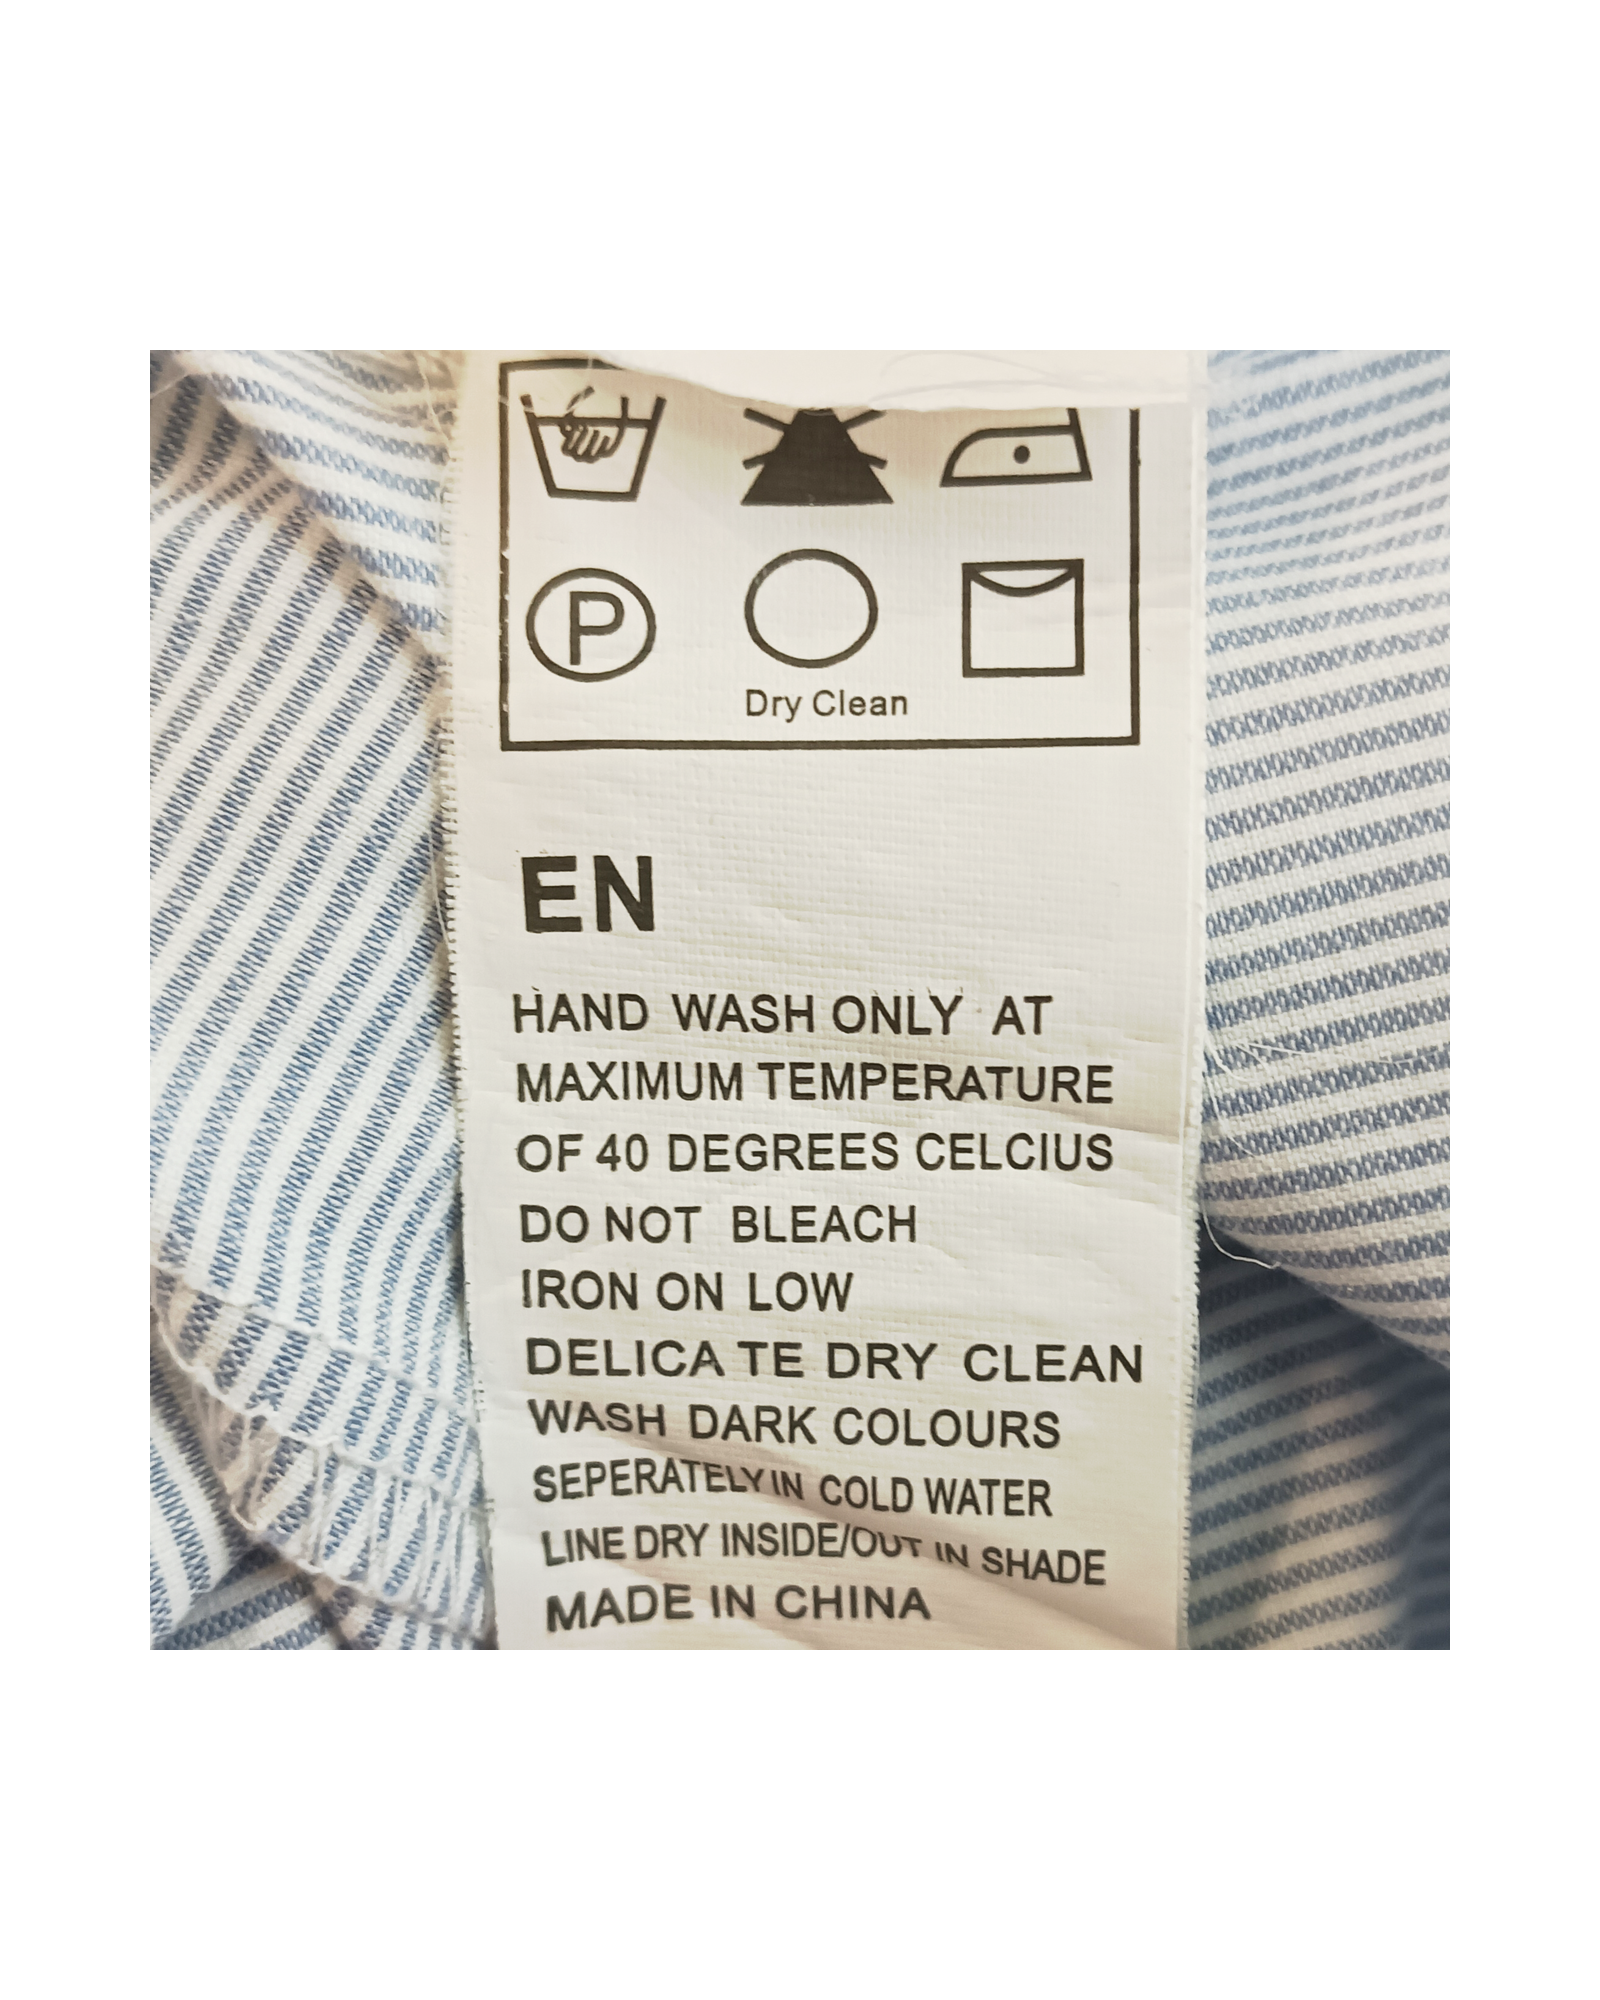 P
Dry Clean
EN
HAND WASH ONLY AT
MAXIMUM TEMPERATURE
OF 40 DEGREES CELCIUS
DO NOT BLEACH
IRON ON LOW
DELICA TE DRY CLEAN
WASH DARK COLOURS
SEPERATELY IN COLD WATER
LINE DRY INSIDE/OUT IN SHADE
MADE IN CHINA